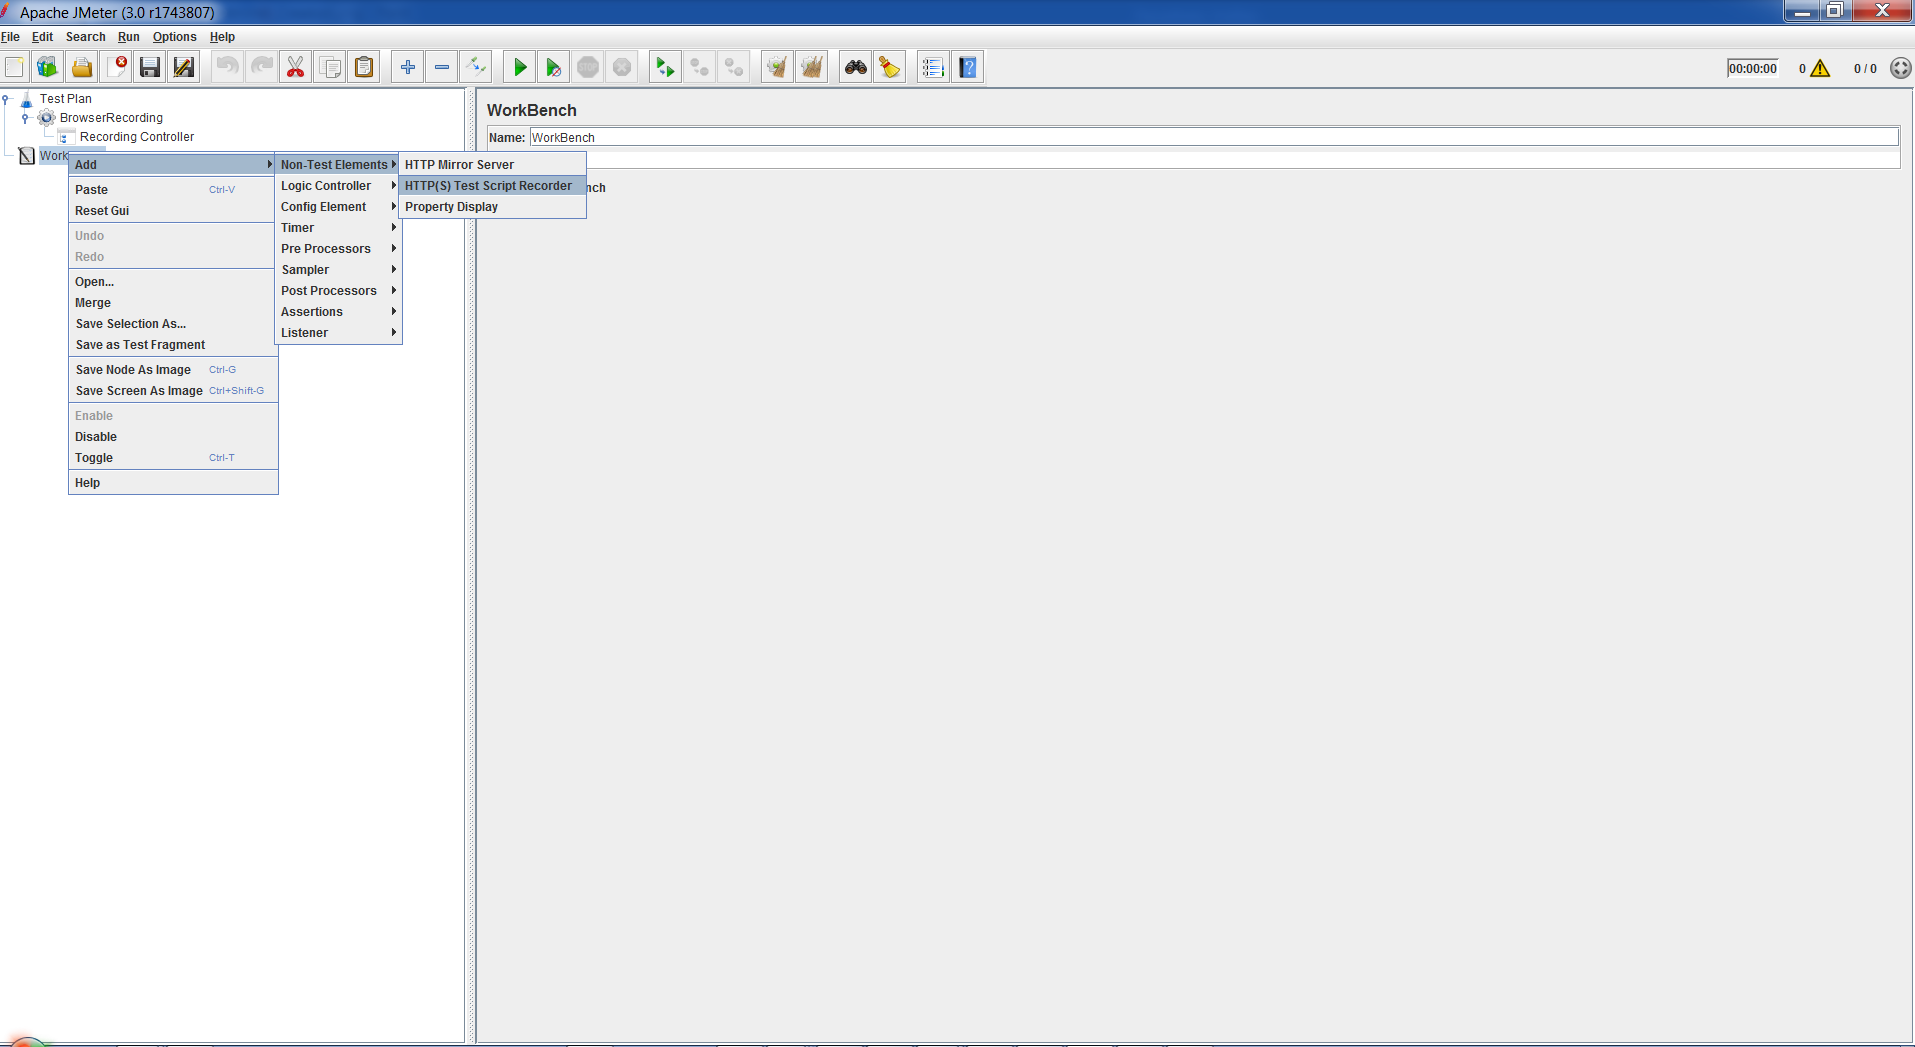 Apache JMeter (3.0 r1743807)
File Edit Search Run Options Help
00:00:00 0 0 / 0
Test Plan
BrowserRecording
Recording Controller
Work
WorkBench
Name: WorkBench
nch
Add
Paste Ctrl-V
Reset Gui
Undo
Redo
Open...
Merge
Save Selection As...
Save as Test Fragment
Save Node As Image Ctrl-G
Save Screen As Image Ctrl+Shift-G
Enable
Disable
Toggle Ctrl-T
Help
Non-Test Elements
Logic Controller
Config Element
Timer
Pre Processors
Sampler
Post Processors
Assertions
Listener
HTTP Mirror Server
HTTP(S) Test Script Recorder
Property Display